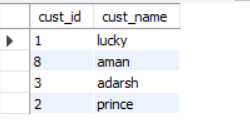 cust_id cust_name
1 lucky
8 aman
3 adarsh
2 prince